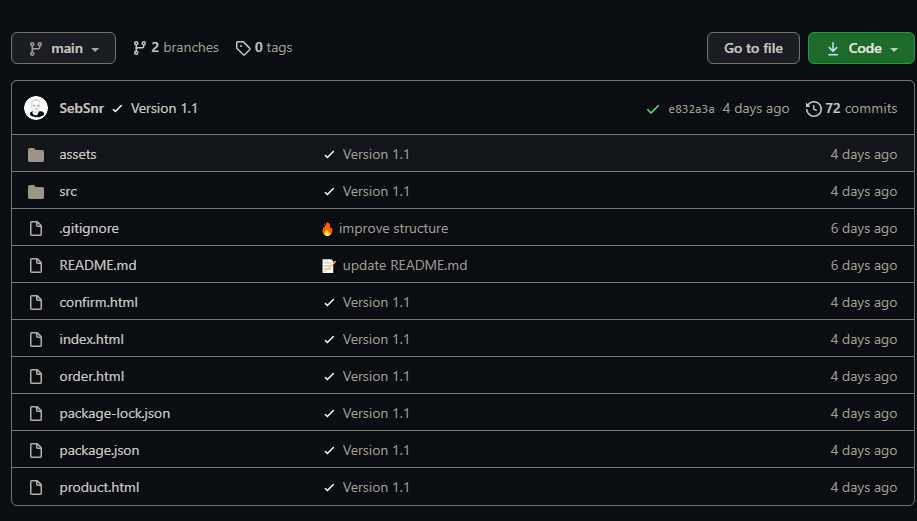 main 2 branches 0 tags Go to file Code
SebSnr ✓ Version 1.1 e832a3a 4 days ago 72 commits
assets ✓ Version 1.1 4 days ago
src ✓ Version 1.1 4 days ago
.gitignore 🔥 improve structure 6 days ago
README.md 📝 update README.md 6 days ago
confirm.html ✓ Version 1.1 4 days ago
index.html ✓ Version 1.1 4 days ago
order.html ✓ Version 1.1 4 days ago
package-lock.json ✓ Version 1.1 4 days ago
package.json ✓ Version 1.1 4 days ago
product.html ✓ Version 1.1 4 days ago